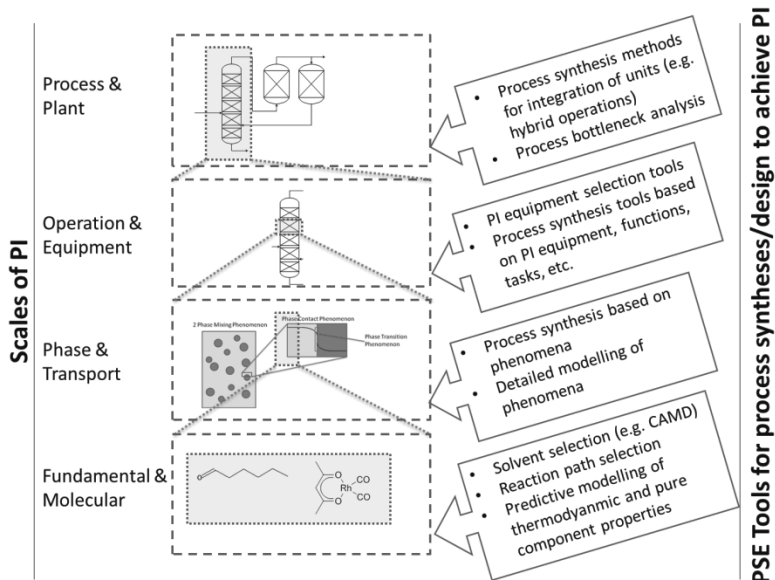 Scales of PI
Process &
Plant
• Process synthesis methods
for integration of units (e.g.
hybrid operations)
• Process bottleneck analysis
Operation &
Equipment
• PI equipment selection tools
• Process synthesis tools based
on PI equipment, functions,
tasks, etc.
Phase &
Transport
2 Phase Mixing Phenomenon
Phase Contact Phenomenon
Phase Transition
Phenomenon
• Process synthesis based on
phenomena
• Detailed modelling of
phenomena
Fundamental &
Molecular
O
O
O
Rh
CO
CO
• Solvent selection (e.g. CAMD)
• Reaction path selection
• Predictive modelling of
thermodyanmic and pure
component properties
PSE Tools for process syntheses/design to achieve PI